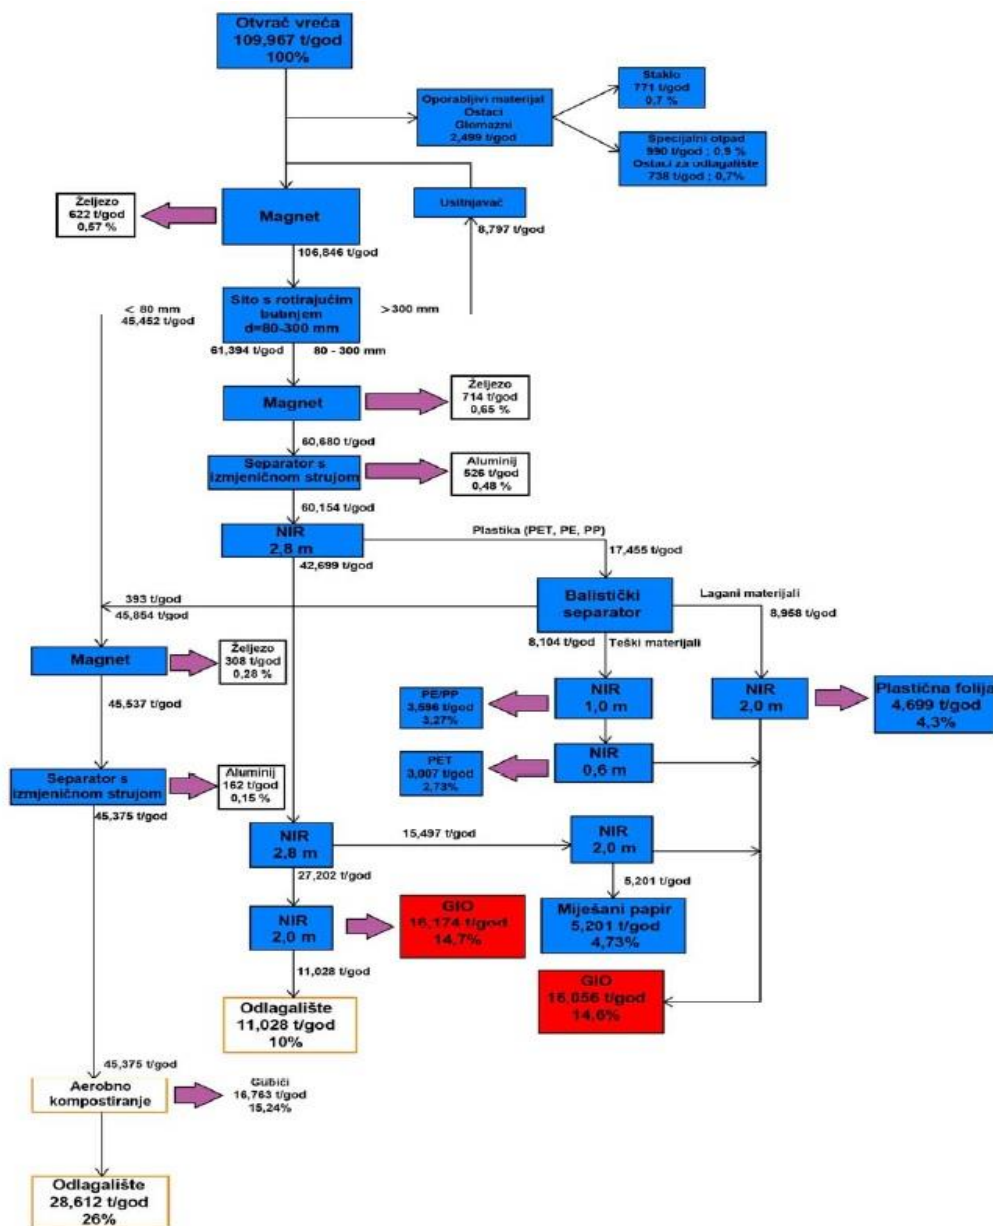 Otvrač vreća
109,967 t/god
100%
Oporabljivi materijal
Ostaci
Glomazni
2,499 t/god
Staklo
771 t/god
0,7 %
Specijalni otpad
990 t/god ; 0,9 %
Ostaci za odlagalište
738 t/god ; 0,7%
Željezo
622 t/god
0,57 %
Magnet
Usitnjavač
106,846 t/god
8,797 t/god
< 80 mm
45,452 t/god
Sito s rotirajućim
bubnjem
d=80-300 mm
>300 mm
61,394 t/god
80 - 300 mm
Magnet
Željezo
714 t/god
0,65 %
60,680 t/god
Separator s
izmjeničnom strujom
Aluminij
526 t/god
0,48 %
60,154 t/god
NIR
2,8 m
Plastika (PET, PE, PP)
17,455 t/god
42,699 t/god
393 t/god
45,854 t/god
Balistički
separator
Lagani materijali
8,958 t/god
8,104 t/god
Teški materijali
Magnet
Željezo
308 t/god
0,28 %
45,537 t/god
PE/PP
3,596 t/god
3,27%
NIR
1,0 m
NIR
2,0 m
Plastična folija
4,699 t/god
4,3%
PET
3,007 t/god
2,73%
NIR
0,6 m
Separator s
izmjeničnom strujom
Aluminij
162 t/god
0,15 %
45,375 t/god
NIR
2,8 m
15,497 t/god
NIR
2,0 m
27,202 t/god
5,201 t/god
NIR
2,0 m
GIO
16,174 t/god
14,7%
Miješani papir
5,201 t/god
4,73%
11,028 t/god
GIO
16,056 t/god
14,6%
Odlagalište
11,028 t/god
10%
45,375 t/god
Aerobno
kompostiranje
Gubici
16,763 t/god
15,24%
Odlagalište
28,612 t/god
26%